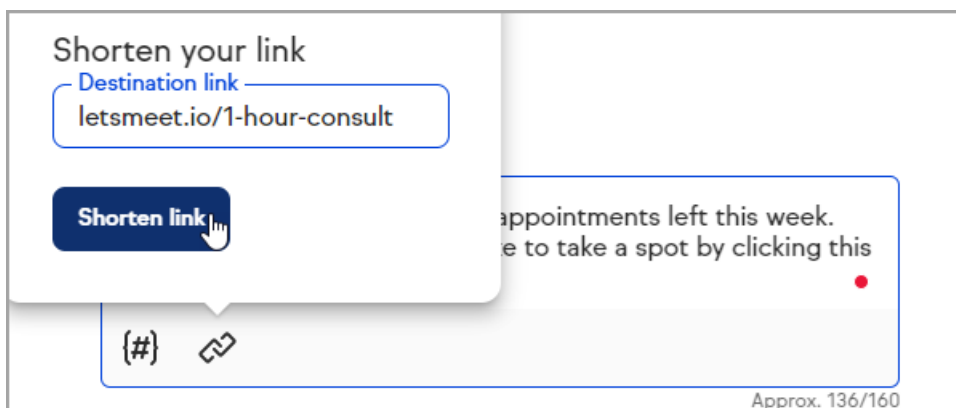 Shorten your link
Destination link
letsmeet.io/1-hour-consult
Shorten link
appointments left this week.
to take a spot by clicking this
{#}
Approx. 136/160